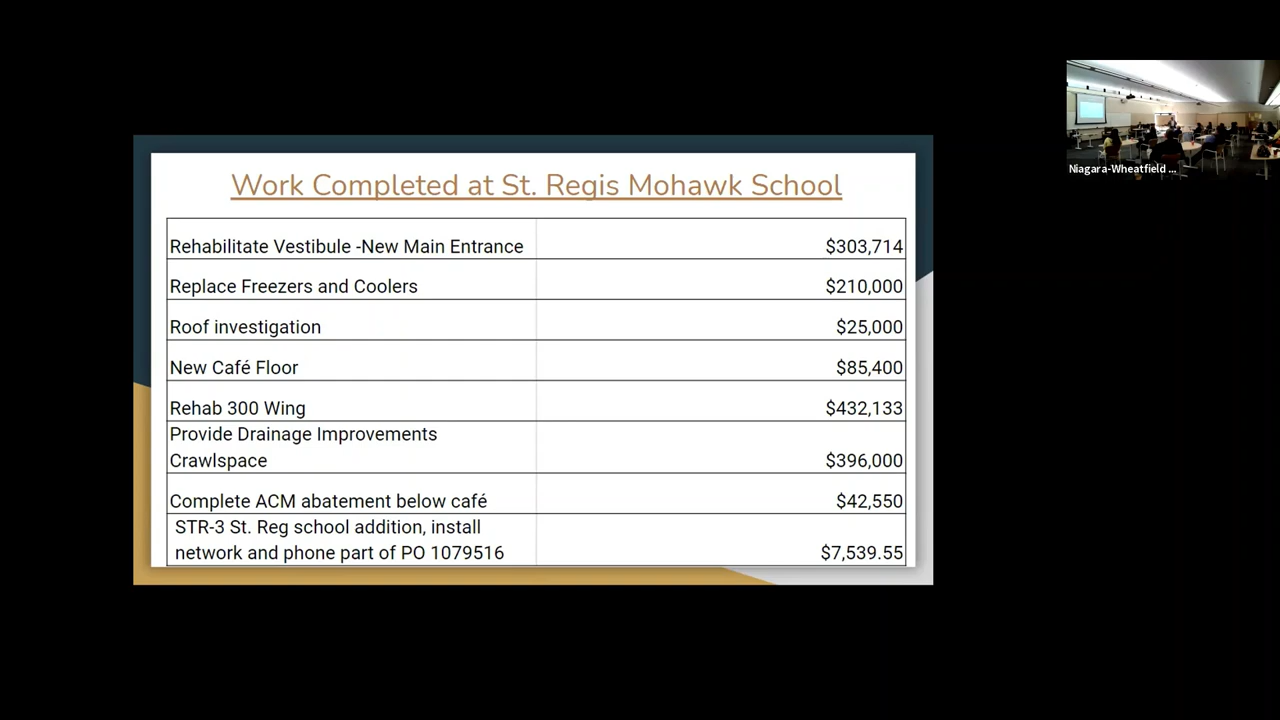 Work Completed at St. Regis Mohawk School
Rehabilitate Vestibule -New Main Entrance $303,714
Replace Freezers and Coolers $210,000
Roof investigation $25,000
New Café Floor $85,400
Rehab 300 Wing $432,133
Provide Drainage Improvements
Crawlspace $396,000
Complete ACM abatement below café $42,550
STR-3 St. Reg school addition, install
network and phone part of PO 1079516 $7,539.55
Niagara-Wheatfield ...